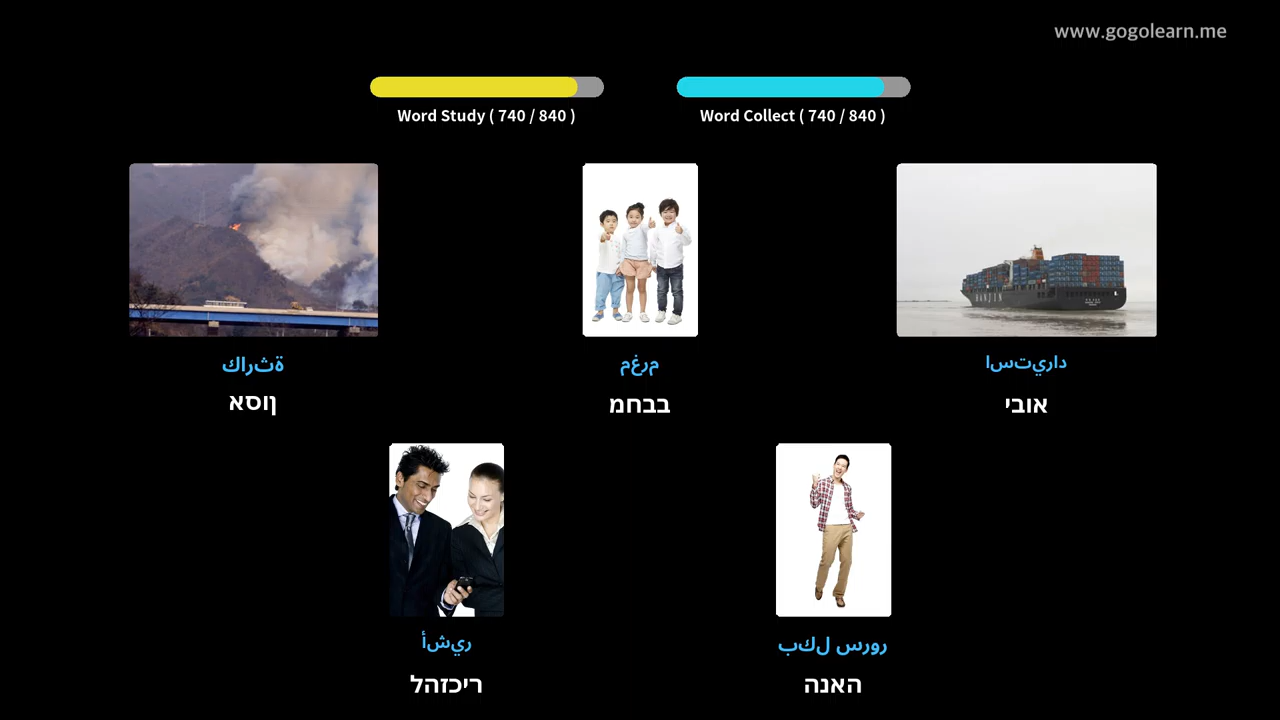 www.gogolearn.me
Word Study ( 740 / 840 )
Word Collect ( 740 / 840 )
كارثة
אסון
مغرم
מחבב
استيراد
יבוא
أشير
להזכיר
بكل سرور
הנאה